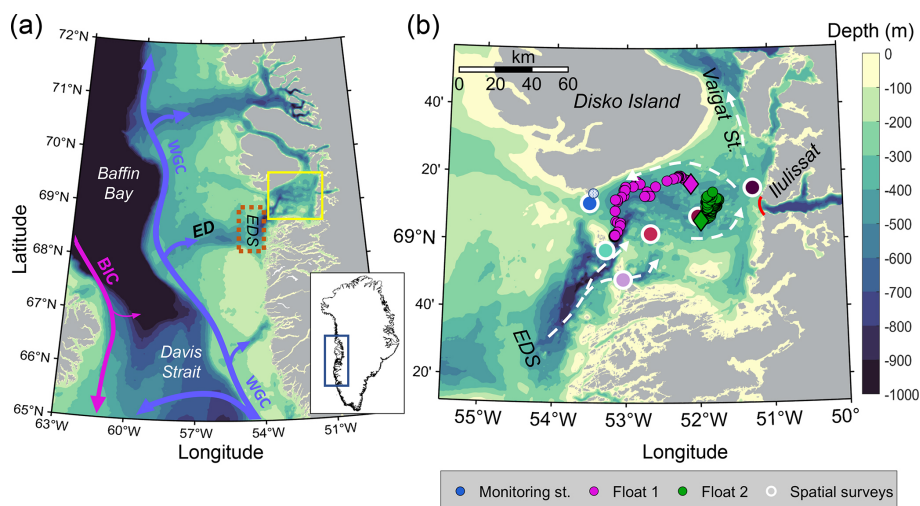 (a)
72°N
71°N
70°N
69°N
68°N
67°N
66°N
65°N
Latitude
63°W
60°W
57°W
54°W
51°W
Longitude
Baffin
Bay
WGC
ED
EDS
BIC
Davis
Strait
WGC
(b)
Depth (m)
km
0 20 40 60
Disko Island
Vaigat St.
Ilulissat
EDS
40'
20'
69°N
40'
20'
55°W
54°W
53°W
52°W
51°W
50°
Longitude
0
-100
-200
-300
-400
-500
-600
-700
-800
-900
-1000
Monitoring st. Float 1 Float 2 Spatial surveys